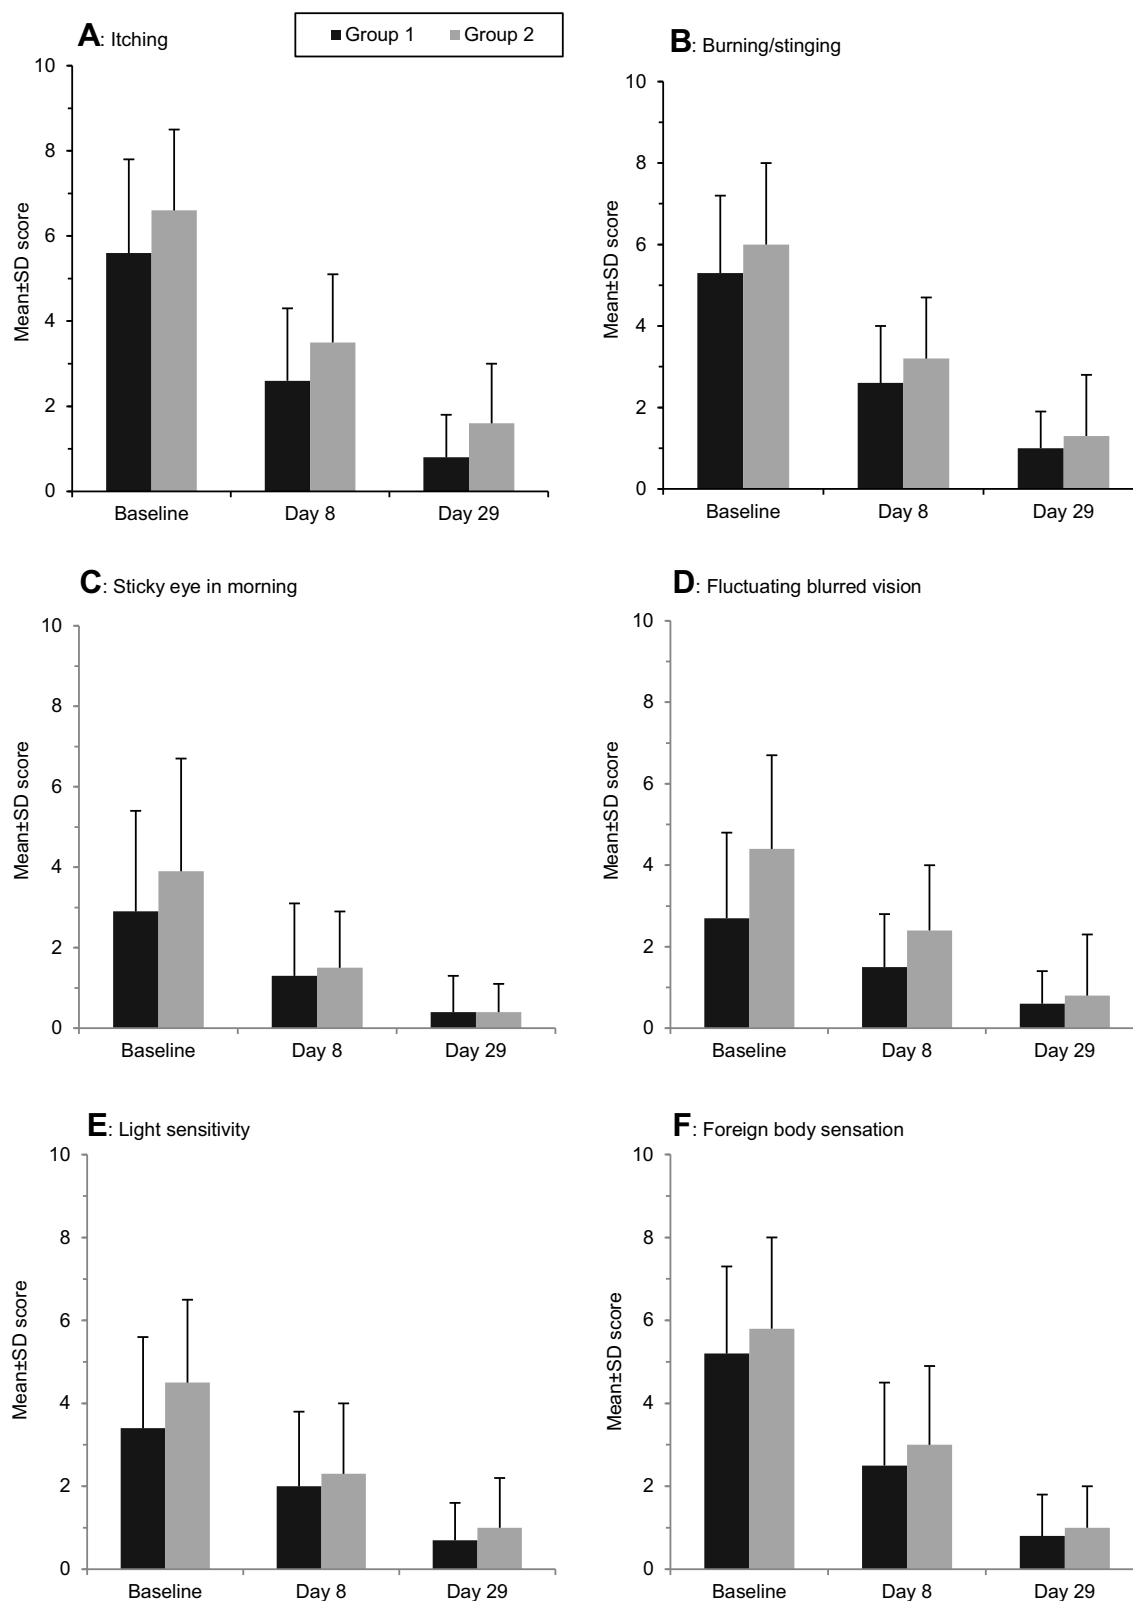 A: Itching
Group 1 Group 2
10
8
6
4
2
0
Mean±SD score
Baseline Day 8 Day 29
B: Burning/stinging
10
8
6
4
2
0
Mean±SD score
Baseline Day 8 Day 29
C: Sticky eye in morning
10
8
6
4
2
0
Mean±SD score
Baseline Day 8 Day 29
D: Fluctuating blurred vision
10
8
6
4
2
0
Mean±SD score
Baseline Day 8 Day 29
E: Light sensitivity
10
8
6
4
2
0
Mean±SD score
Baseline Day 8 Day 29
F: Foreign body sensation
10
8
6
4
2
0
Mean±SD score
Baseline Day 8 Day 29